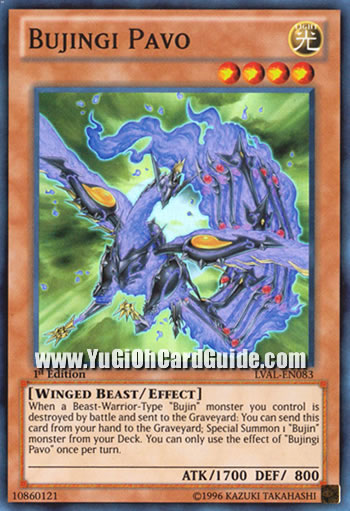 Bujingi Pavo
LIGHT
光
www.YuGiOhCardGuide.com
1st Edition
LVAL-EN083
[Winged Beast/Effect]
When a Beast-Warrior-Type "Bujin" monster you control is
destroyed by battle and sent to the Graveyard: You can send this
card from your hand to the Graveyard; Special Summon 1 "Bujin"
monster from your Deck. You can only use the effect of "Bujingi
Pavo" once per turn.
ATK/1700 DEF/ 800
10860121
©1996 KAZUKI TAKAHASHI